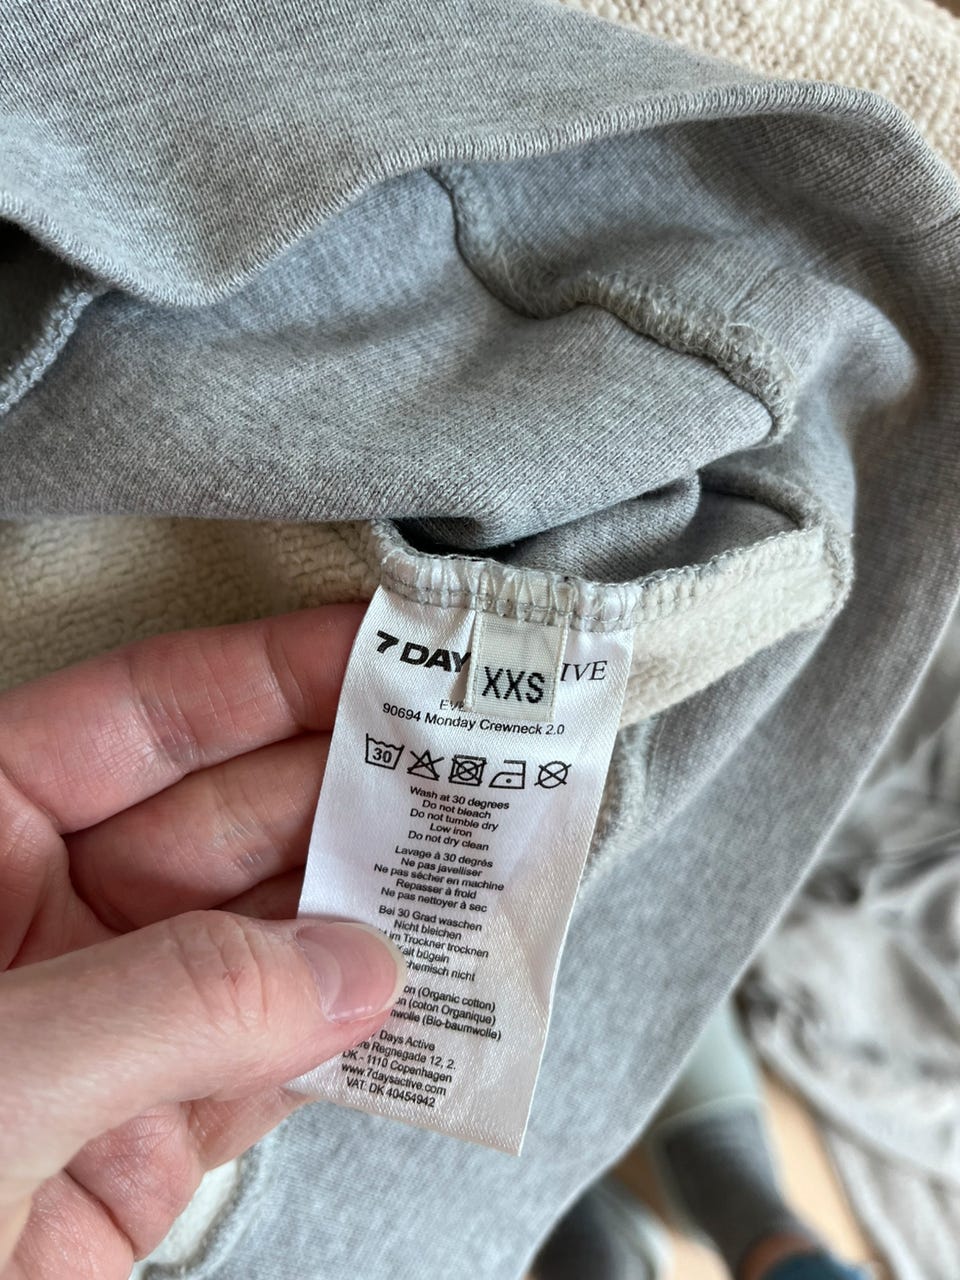 7 DAY IVE
XXS
90694 Monday Crewneck 2.0
30
Wash at 30 degrees
Do not bleach
Do not tumble dry
Low iron
Do not dry clean
Lavage à 30 degrés
Ne pas javelliser
Ne pas sécher en machine
Repasser à froid
Ne pas nettoyer à sec
Bei 30 Grad waschen
Nicht bleichen
im Trockner trocknen
bügeln
chemisch nicht
(Organic cotton)
(coton Organique)
(Bio-baumwolle)
Days Active
Regnegade 12, 2.
DK - 1110 Copenhagen
www.7daysactive.com
VAT: DK 40454942